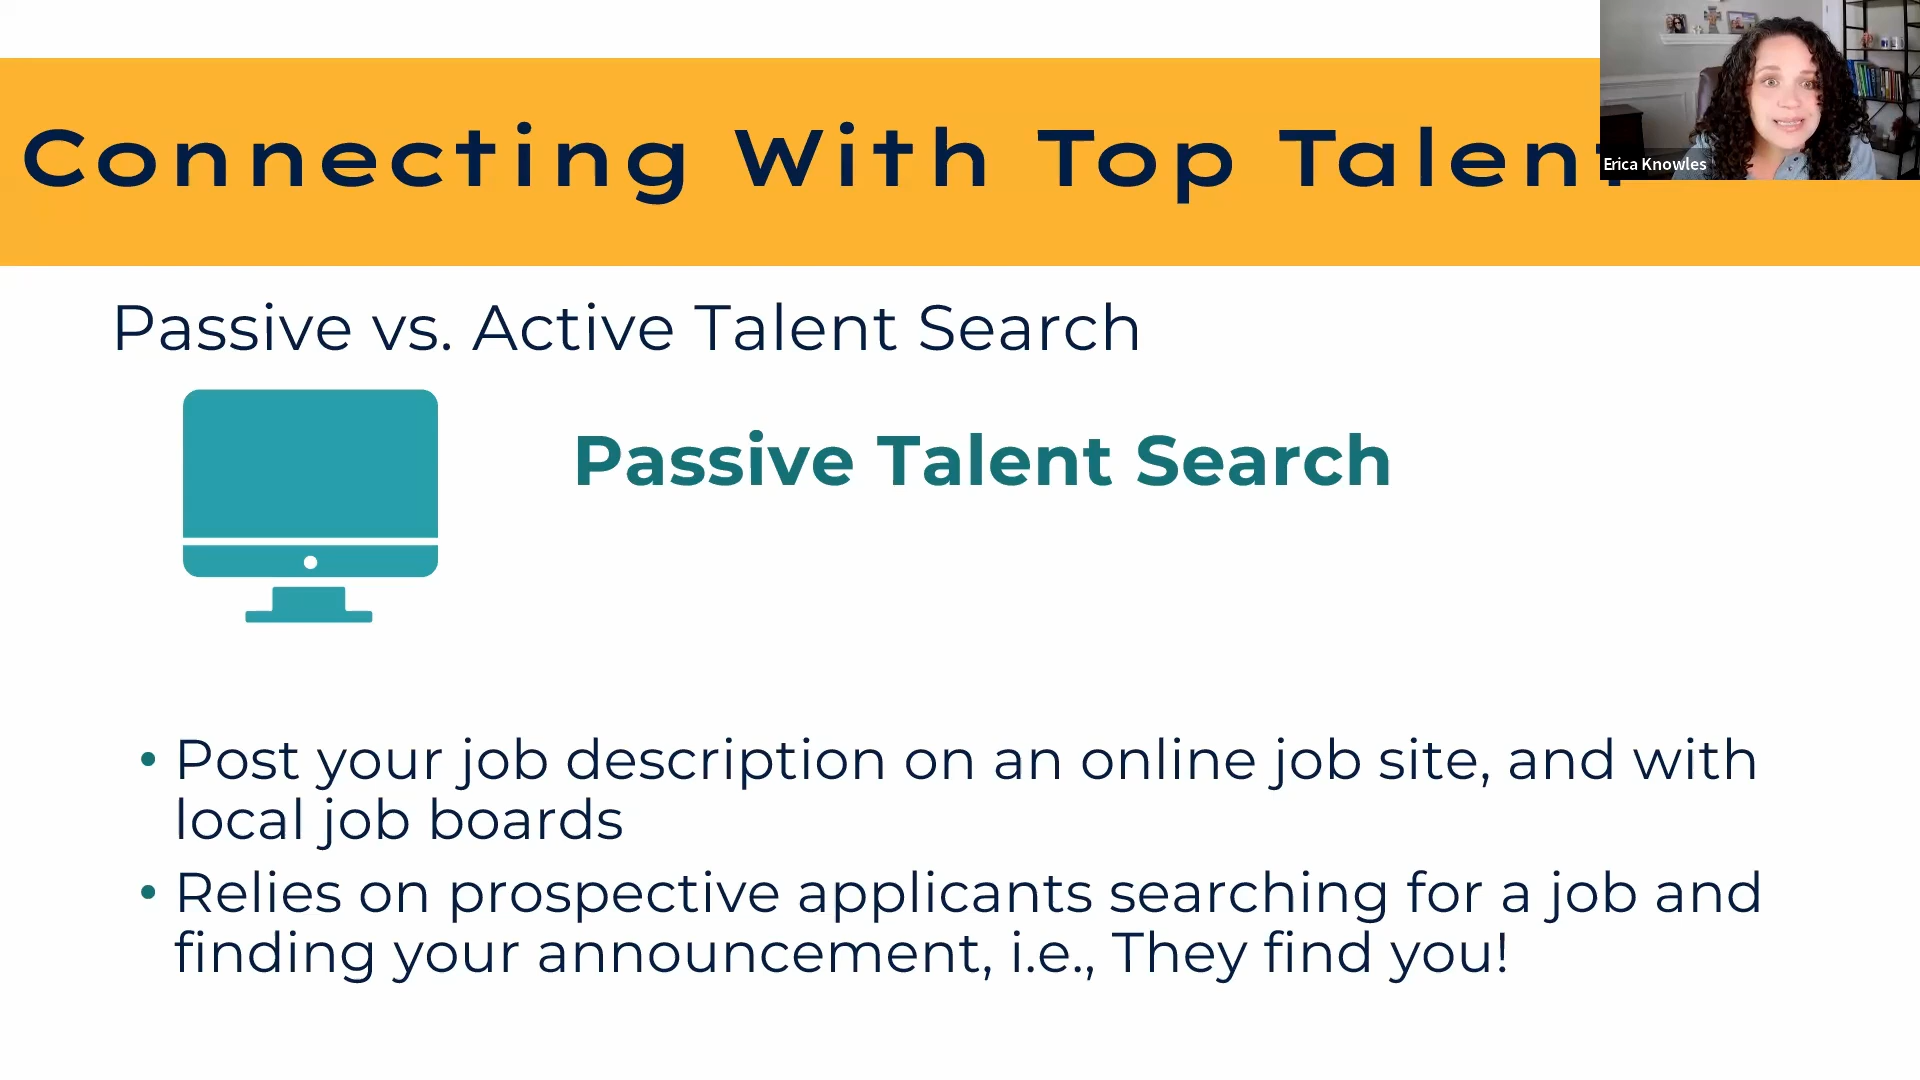 Connecting With Top Talent
Erica Knowles
Passive vs. Active Talent Search
Passive Talent Search
• Post your job description on an online job site, and with
local job boards
• Relies on prospective applicants searching for a job and
finding your announcement, i.e., They find you!